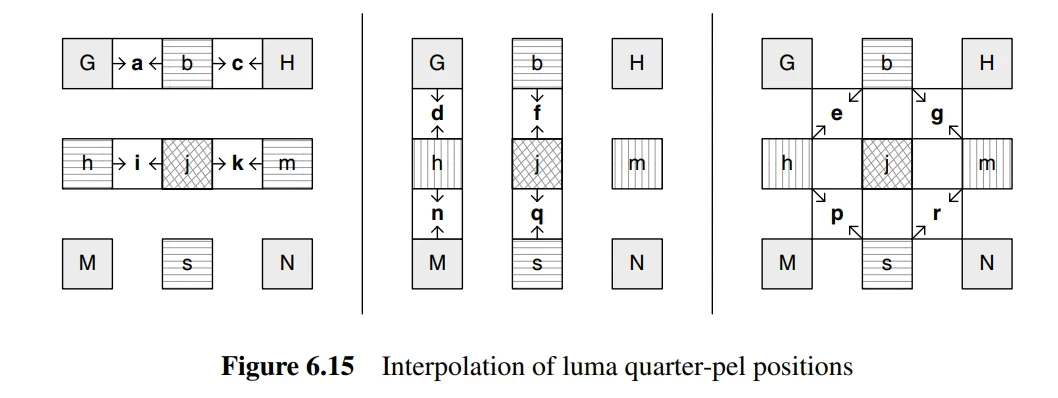 G a b c H
h i j k m
M s N
G b H
d f
h j m
n q
M s N
G b H
e g
h j m
p r
M s N
Figure 6.15 Interpolation of luma quarter-pel positions